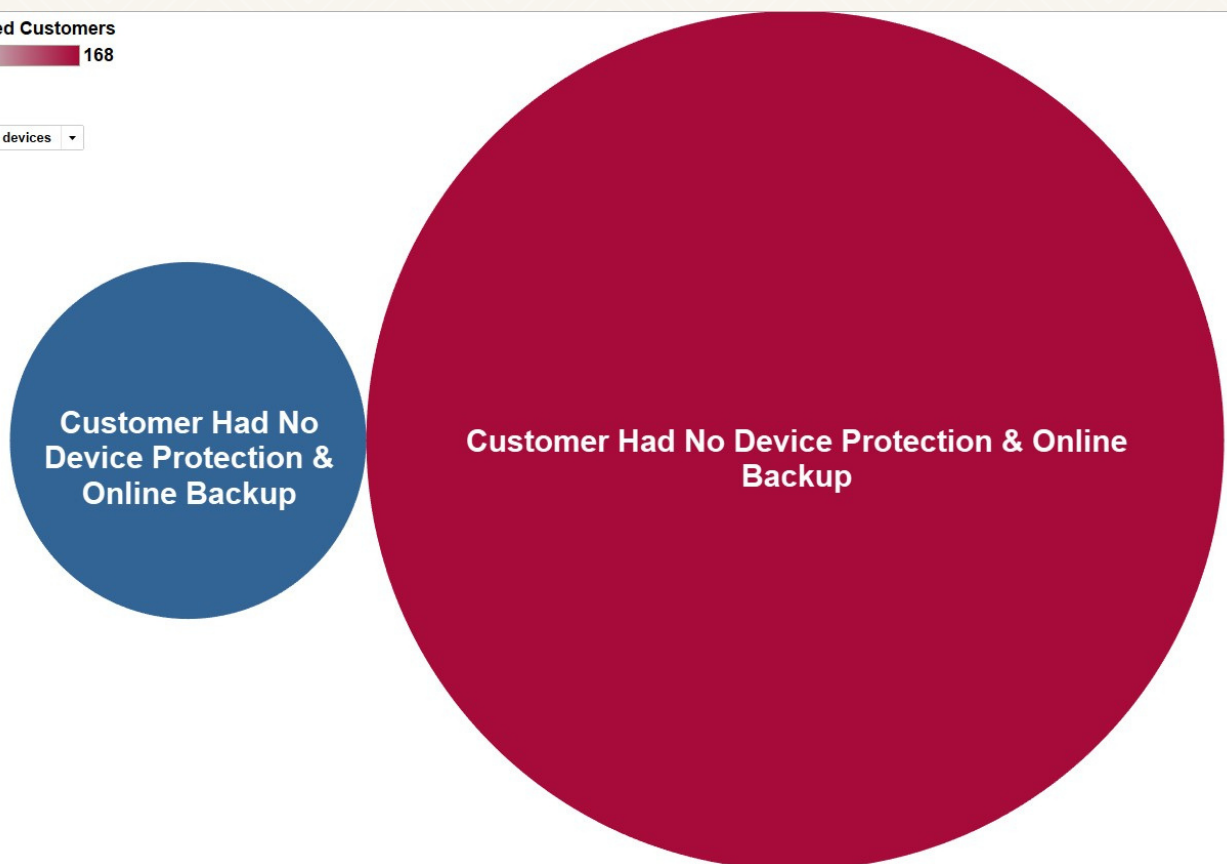 ed Customers
168
devices
Customer Had No
Device Protection &
Online Backup
Customer Had No Device Protection & Online
Backup